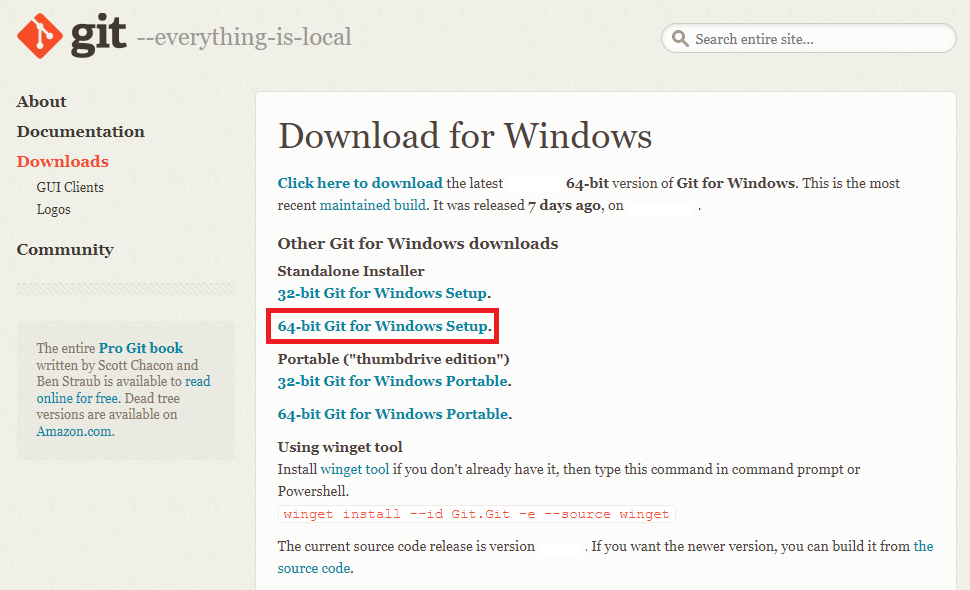 git --everything-is-local
Search entire site...
About
Documentation
Downloads
GUI Clients
Logos
Community
The entire Pro Git book
written by Scott Chacon and
Ben Straub is available to read
online for free. Dead tree
versions are available on
Amazon.com.
Download for Windows
Click here to download the latest 64-bit version of Git for Windows. This is the most
recent maintained build. It was released 7 days ago, on .
Other Git for Windows downloads
Standalone Installer
32-bit Git for Windows Setup.
64-bit Git for Windows Setup.
Portable ("thumbdrive edition")
32-bit Git for Windows Portable.
64-bit Git for Windows Portable.
Using winget tool
Install winget tool if you don't already have it, then type this command in command prompt or
Powershell.
winget install --id Git.Git -e --source winget
The current source code release is version . If you want the newer version, you can build it from the
source code.